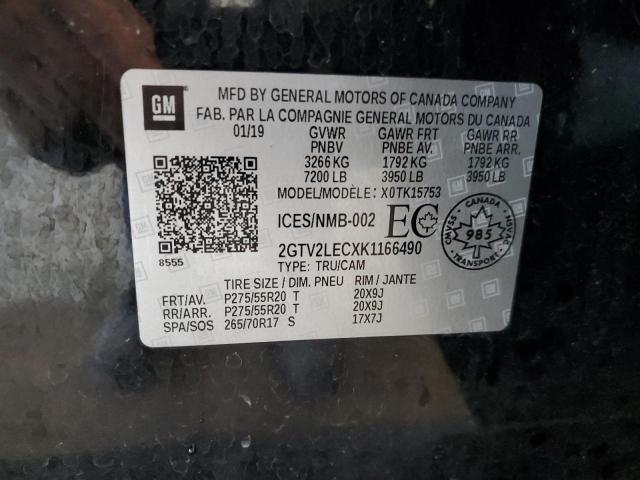 GM
MFD BY GENERAL MOTORS OF CANADA COMPANY
FAB. PAR LA COMPAGNIE GENERAL MOTORS DU CANADA
01/19 GVWR GAWR FRT GAWR RR
PNBV PNBE AV. PNBE ARR.
3266 KG 1792 KG 1792 KG
7200 LB 3950 LB 3950 LB
MODEL/MODÈLE: X0TK15753
ICES/NMB-002 EC
CANADA
CMVSS 985 NSVAC
2GTV2LECXK1166490
8555
TYPE: TRU/CAM
TIRE SIZE / DIM. PNEU RIM / JANTE
FRT/AV. P275/55R20 T 20X9J
RR/ARR. P275/55R20 T 20X9J
SPA/SOS 265/70R17 S 17X7J